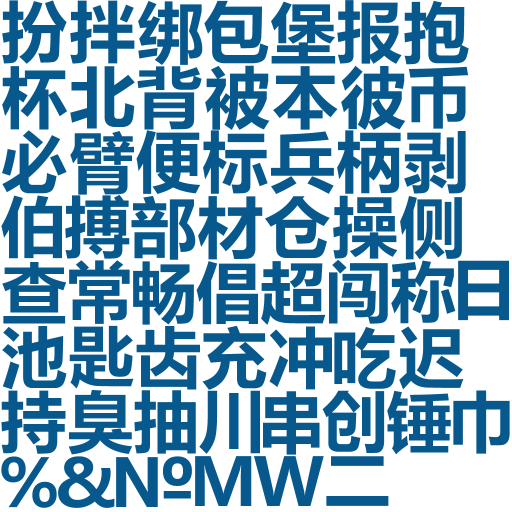 扮拌绑包堡报抱
杯北背被本彼币
必臂便标兵柄剥
伯搏部材仓操侧
查常畅倡超闯称日
池匙齿充冲吃迟
持臭抽川串创锤巾
%&№MW二